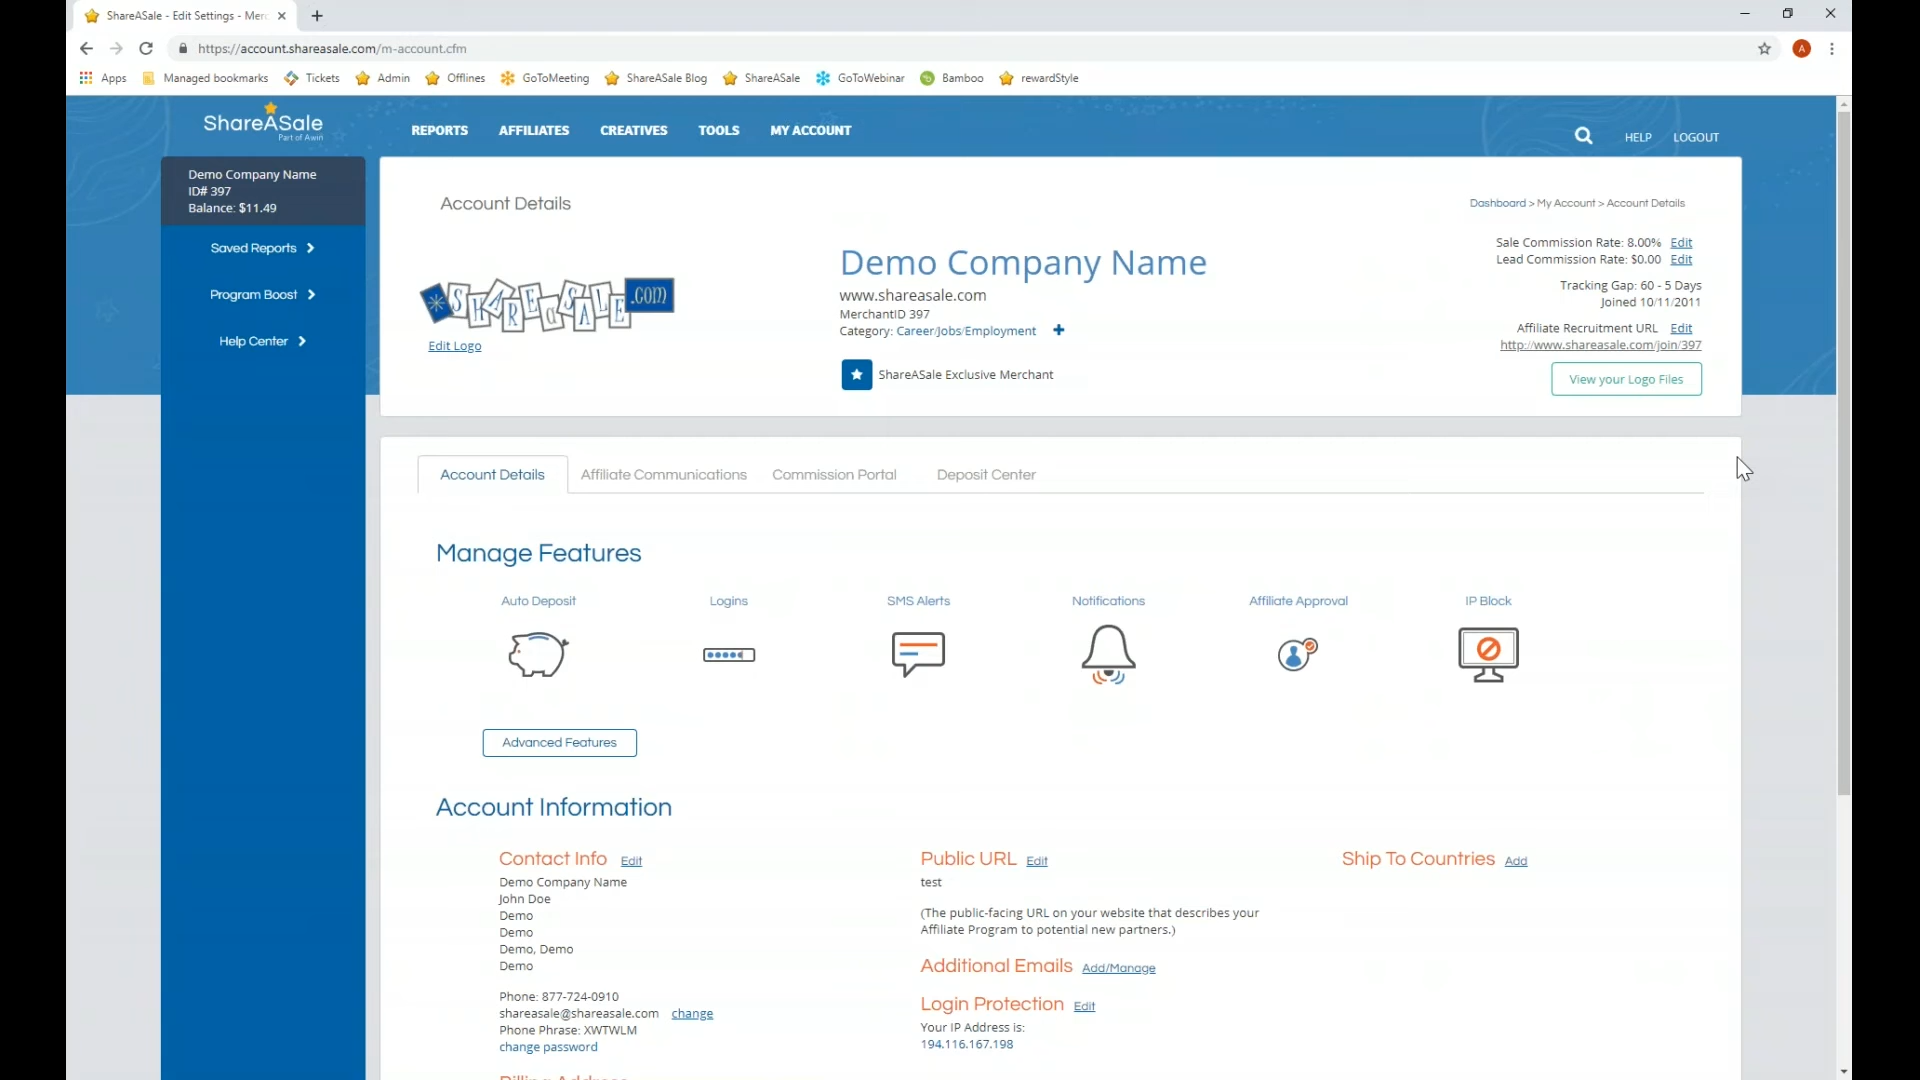 ShareASale - Edit Settings - Merc
https://account.shareasale.com/m-account.cfm
A
Apps
Managed bookmarks
Tickets
Admin
Offlines
GoToMeeting
ShareASale Blog
ShareASale
GoToWebinar
Bamboo
rewardStyle
ShareASale
Part of Awin
REPORTS
AFFILIATES
CREATIVES
TOOLS
MY ACCOUNT
HELP
LOGOUT
Demo Company Name
ID# 397
Balance: $11.49
Saved Reports
Program Boost
Help Center
Account Details
Dashboard > My Account > Account Details
SHAREaSALE.com
Edit Logo
Demo Company Name
www.shareasale.com
MerchantID 397
Category: Career/Jobs/Employment +
ShareASale Exclusive Merchant
Sale Commission Rate: 8.00% Edit
Lead Commission Rate: $0.00 Edit
Tracking Gap: 60 - 5 Days
Joined 10/11/2011
Affiliate Recruitment URL Edit
http://www.shareasale.com/join/397
View your Logo Files
Account Details
Affiliate Communications
Commission Portal
Deposit Center
Manage Features
Auto Deposit
Logins
SMS Alerts
Notifications
Affiliate Approval
IP Block
Advanced Features
Account Information
Contact Info Edit
Demo Company Name
John Doe
Demo
Demo
Demo, Demo
Demo
Phone: 877-724-0910
shareasale@shareasale.com change
Phone Phrase: XWTWLM
change password
Public URL Edit
test
(The public-facing URL on your website that describes your
Affiliate Program to potential new partners.)
Additional Emails Add/Manage
Login Protection Edit
Your IP Address is:
194.116.167.198
Ship To Countries Add